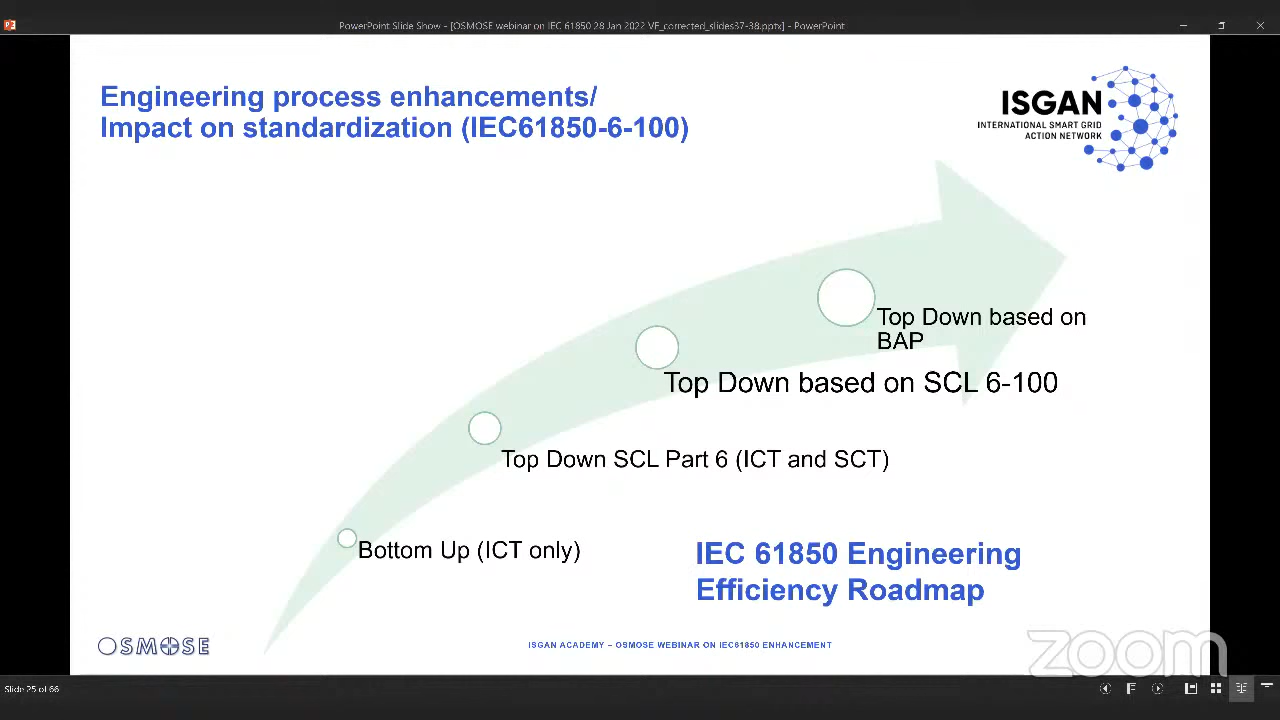 PowerPoint Slide Show - [OSMOSE webinar on IEC 61850 28 Jan 2022 VF_corrected_slides37-38.pptx] - PowerPoint
Engineering process enhancements/
Impact on standardization (IEC61850-6-100)
ISGAN
INTERNATIONAL SMART GRID
ACTION NETWORK
Top Down based on
BAP
Top Down based on SCL 6-100
Top Down SCL Part 6 (ICT and SCT)
Bottom Up (ICT only)
IEC 61850 Engineering
Efficiency Roadmap
OSMOSE
ISGAN ACADEMY – OSMOSE WEBINAR ON IEC61850 ENHANCEMENT
zoom
Slide 25 of 66